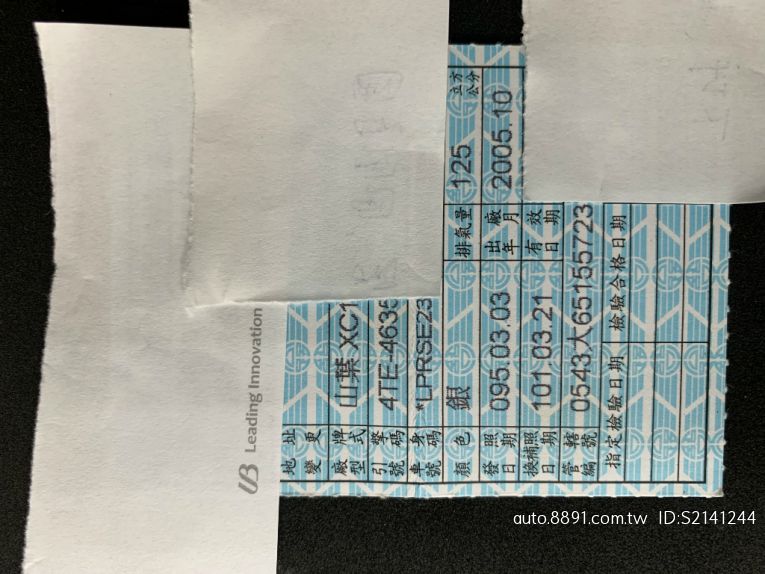 地址變更
廠牌型式 山葉 XC1
引擎號碼 4TE-4635
車身號碼 *LPRSE23
顏色 銀 排氣量 125 立方公分
發照日期 095.03.03 出廠年月 2005.10
換補照日期 101.03.21 有效日期
管轄編號 0543大65155723
指定檢驗日期 檢驗合格日期
UB Leading Innovation
auto.8891.com.tw ID:S2141244